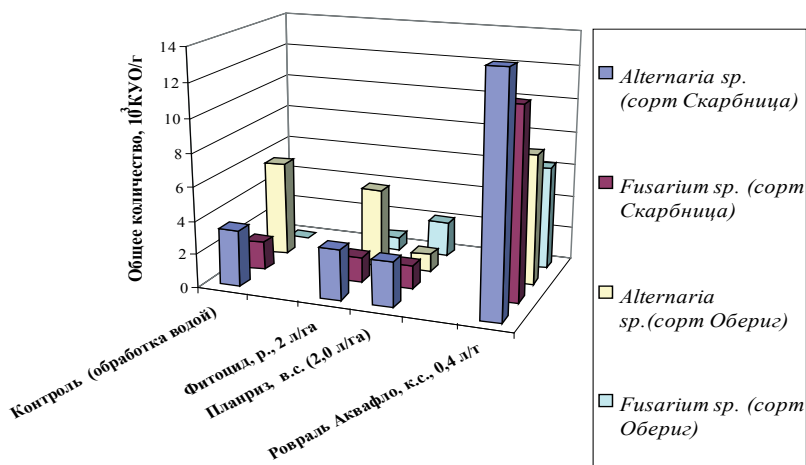 Общее количество, 10³КУО/г
14
12
10
8
6
4
2
0
Контроль (обработка водой)
Фитоцид, р., 2 л/га
Планриз, в.с. (2,0 л/га)
Ровраль Аквафло, к.с., 0,4 л/т
Alternaria sp.
(сорт Скарбница)
Fusarium sp. (сорт
Скарбница)
Alternaria
sp.(сорт Обериг)
Fusarium sp. (сорт
Обериг)